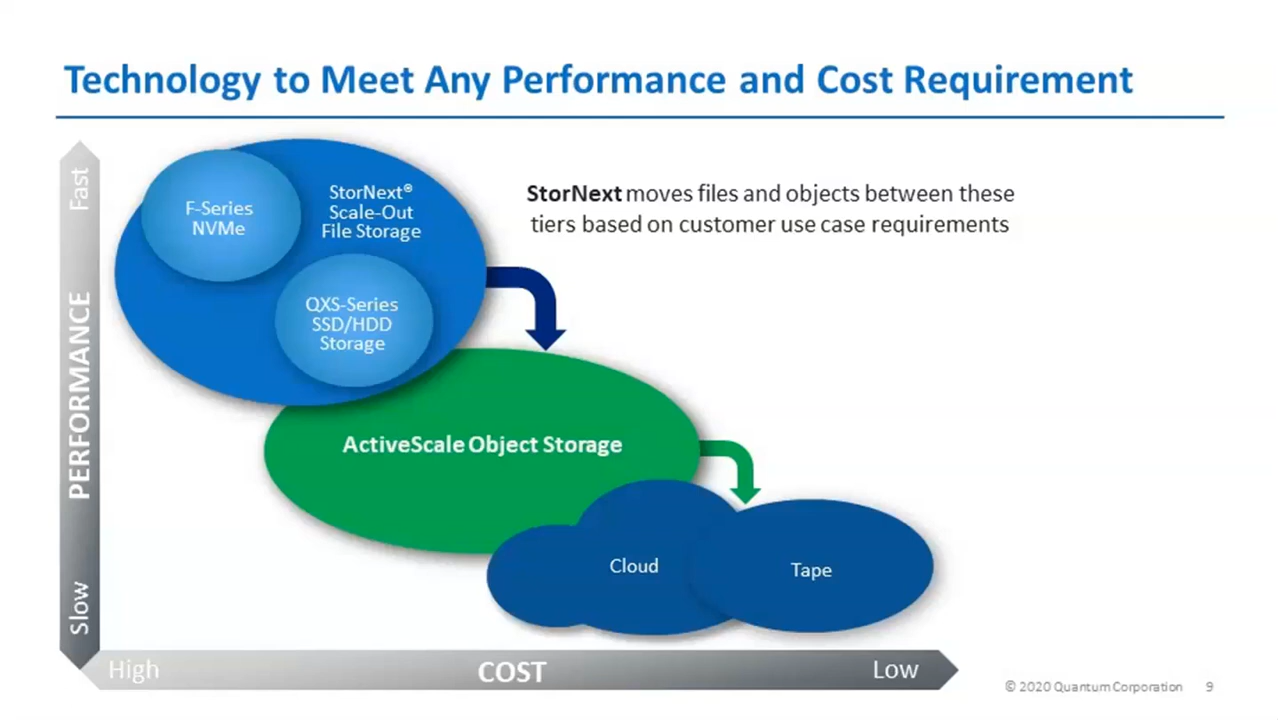 Technology to Meet Any Performance and Cost Requirement
Fast
PERFORMANCE
Slow
F-Series
NVMe
StorNext®
Scale-Out
File Storage
QXS-Series
SSD/HDD
Storage
StorNext moves files and objects between these
tiers based on customer use case requirements
ActiveScale Object Storage
Cloud
Tape
High
COST
Low
© 2020 Quantum Corporation 9